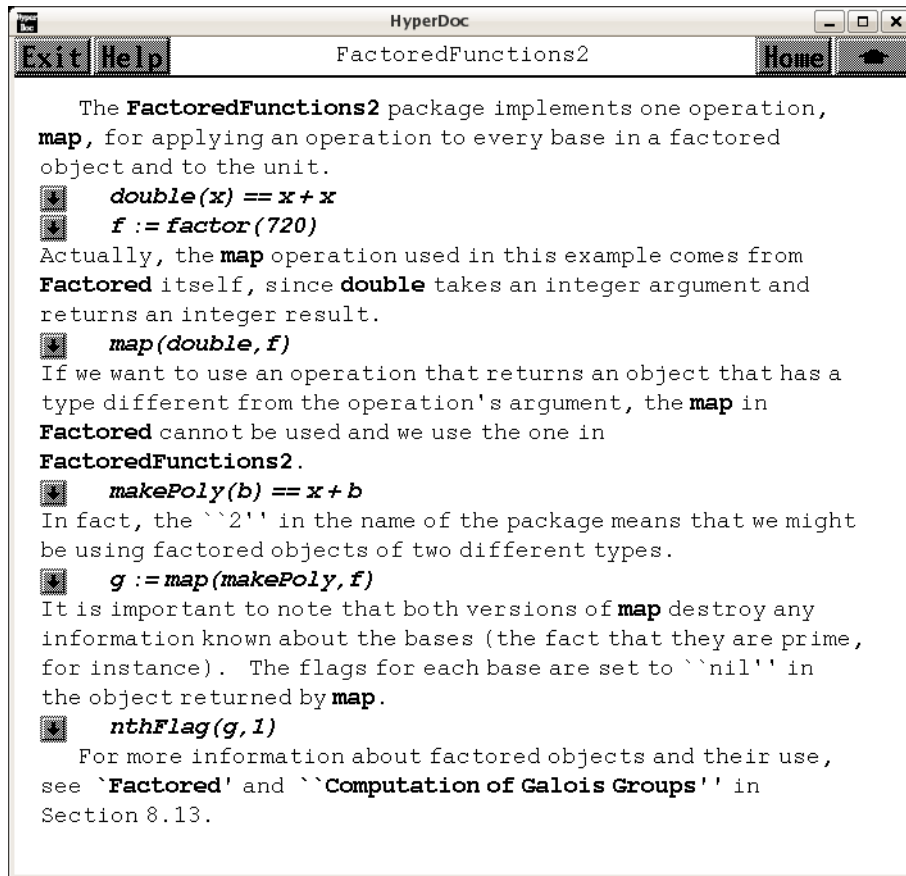 Hyper Doc HyperDoc
Exit Help FactoredFunctions2 Home
The FactoredFunctions2 package implements one operation,
map, for applying an operation to every base in a factored
object and to the unit.
double(x) == x + x
f := factor(720)
Actually, the map operation used in this example comes from
Factored itself, since double takes an integer argument and
returns an integer result.
map(double,f)
If we want to use an operation that returns an object that has a
type different from the operation's argument, the map in
Factored cannot be used and we use the one in
FactoredFunctions2.
makePoly(b) == x + b
In fact, the ``2'' in the name of the package means that we might
be using factored objects of two different types.
g := map(makePoly,f)
It is important to note that both versions of map destroy any
information known about the bases (the fact that they are prime,
for instance).  The flags for each base are set to ``nil'' in
the object returned by map.
nthFlag(g,1)
For more information about factored objects and their use,
see `Factored' and ``Computation of Galois Groups'' in
Section 8.13.